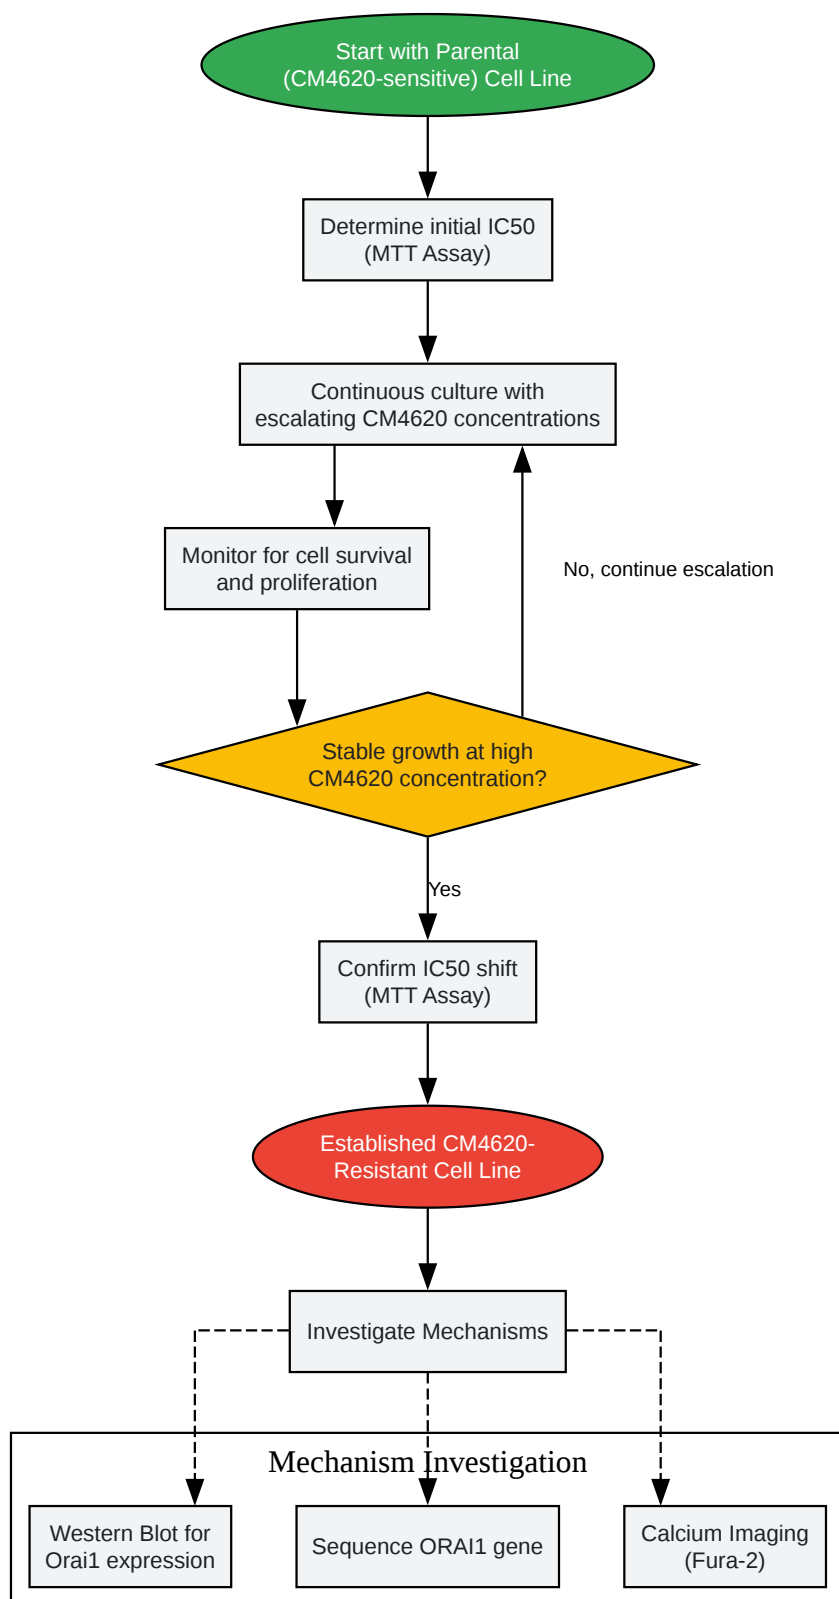 Start with Parental
(CM4620-sensitive) Cell Line
Determine initial IC50
(MTT Assay)
Continuous culture with
escalating CM4620 concentrations
Monitor for cell survival
and proliferation
No, continue escalation
Stable growth at high
CM4620 concentration?
Yes
Confirm IC50 shift
(MTT Assay)
Established CM4620-
Resistant Cell Line
Investigate Mechanisms
Mechanism Investigation
Western Blot for
Orai1 expression
Sequence ORAI1 gene
Calcium Imaging
(Fura-2)